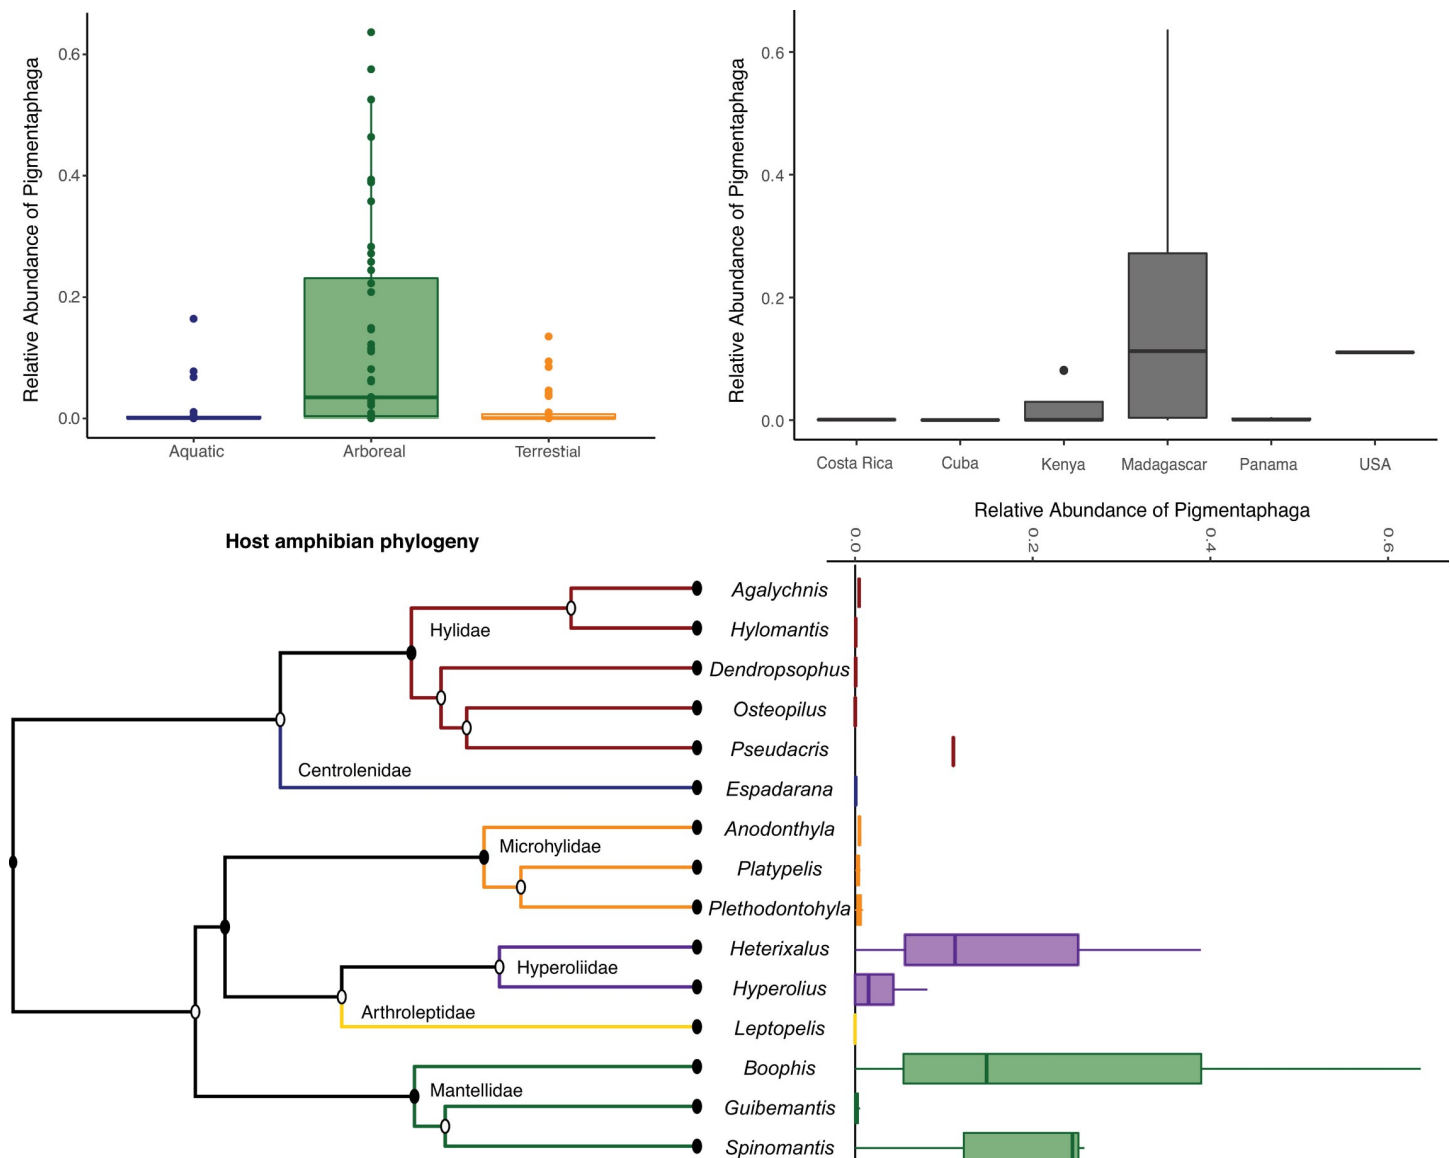 Relative Abundance of Pigmentaphaga
0.6
0.4
0.2
0.0
Aquatic
Arboreal
Terrestial
Relative Abundance of Pigmentaphaga
0.6
0.4
0.2
0.0
Costa Rica
Cuba
Kenya
Madagascar
Panama
USA
Host amphibian phylogeny
Relative Abundance of Pigmentaphaga
0.0
0.2
0.4
0.6
Hylidae
Centrolenidae
Microhylidae
Hyperoliidae
Arthroleptidae
Mantellidae
Agalychnis
Hylomantis
Dendropsophus
Osteopilus
Pseudacris
Espadarana
Anodonthyla
Platypelis
Plethodontohyla
Heterixalus
Hyperolius
Leptopelis
Boophis
Guibemantis
Spinomantis